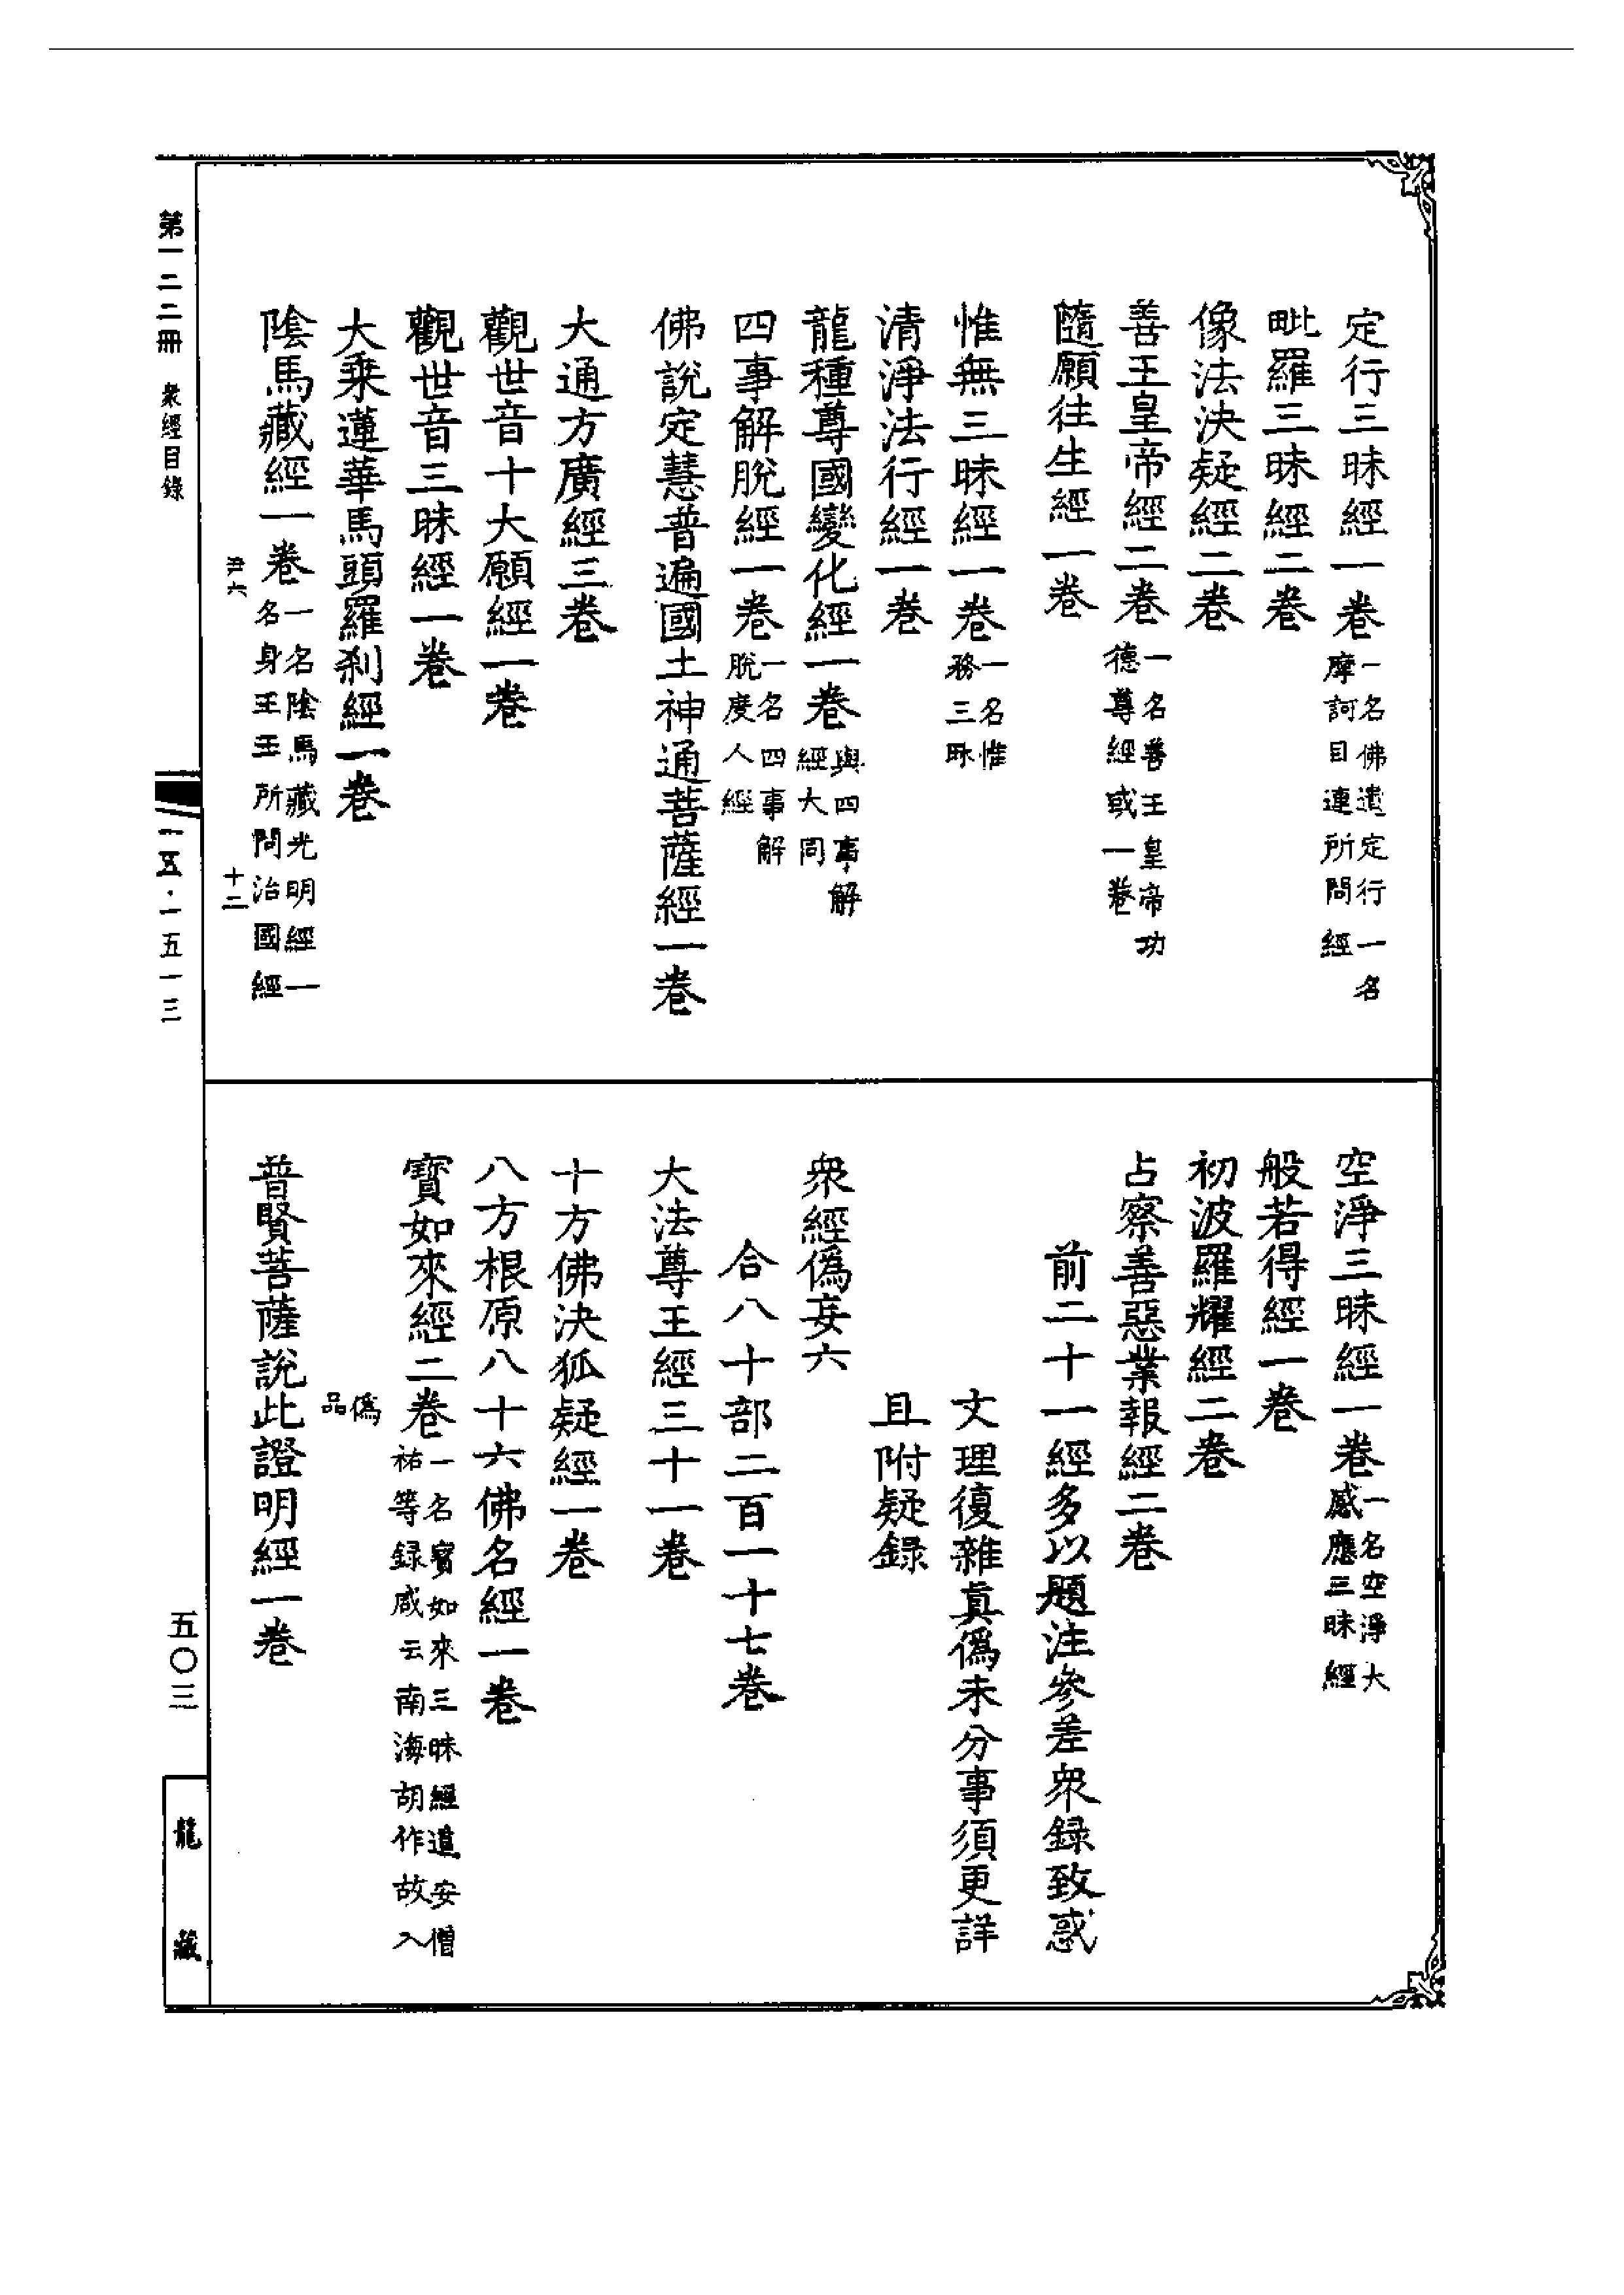 定行三昧經一卷一名佛遺定行一名摩訶目連所問經
毗羅三昧經二卷
像法決疑經二卷
善王皇帝經二卷一名善王皇帝功德尊經或一卷
隨願往生經一卷
惟無三昧經一卷一名惟務三昧
清淨法行經一卷
龍種尊國變化經一卷與四事解經大同
四事解脫經一卷一名四事解脫度人經
佛說定慧普遍國土神通菩薩經一卷
大通方廣經三卷
觀世音十大願經一卷
觀世音三昧經一卷
大乘蓮華馬頭羅剎經一卷
陰馬藏經一卷一名陰馬藏光明經一名身王王所問治國經
尹六 十二
空淨三昧經一卷一名空淨大感應三昧經
般若得經一卷
初波羅耀經二卷
占察善惡業報經二卷
前二十一經多以題注參差衆録致惑
文理復雜真偽未分事須更詳
且附疑録
衆經偽妄六
合八十部二百一十七卷
大法尊王經三十一卷
十方佛決狐疑經一卷
八方根原八十六佛名經一卷
寶如來經二卷一名寶如來三昧經道安僧祐等録咸云南海胡作故入
偽品
普賢菩薩說此證明經一卷
第一二二冊 衆經目錄
一五·一五一三
五〇三
龍藏